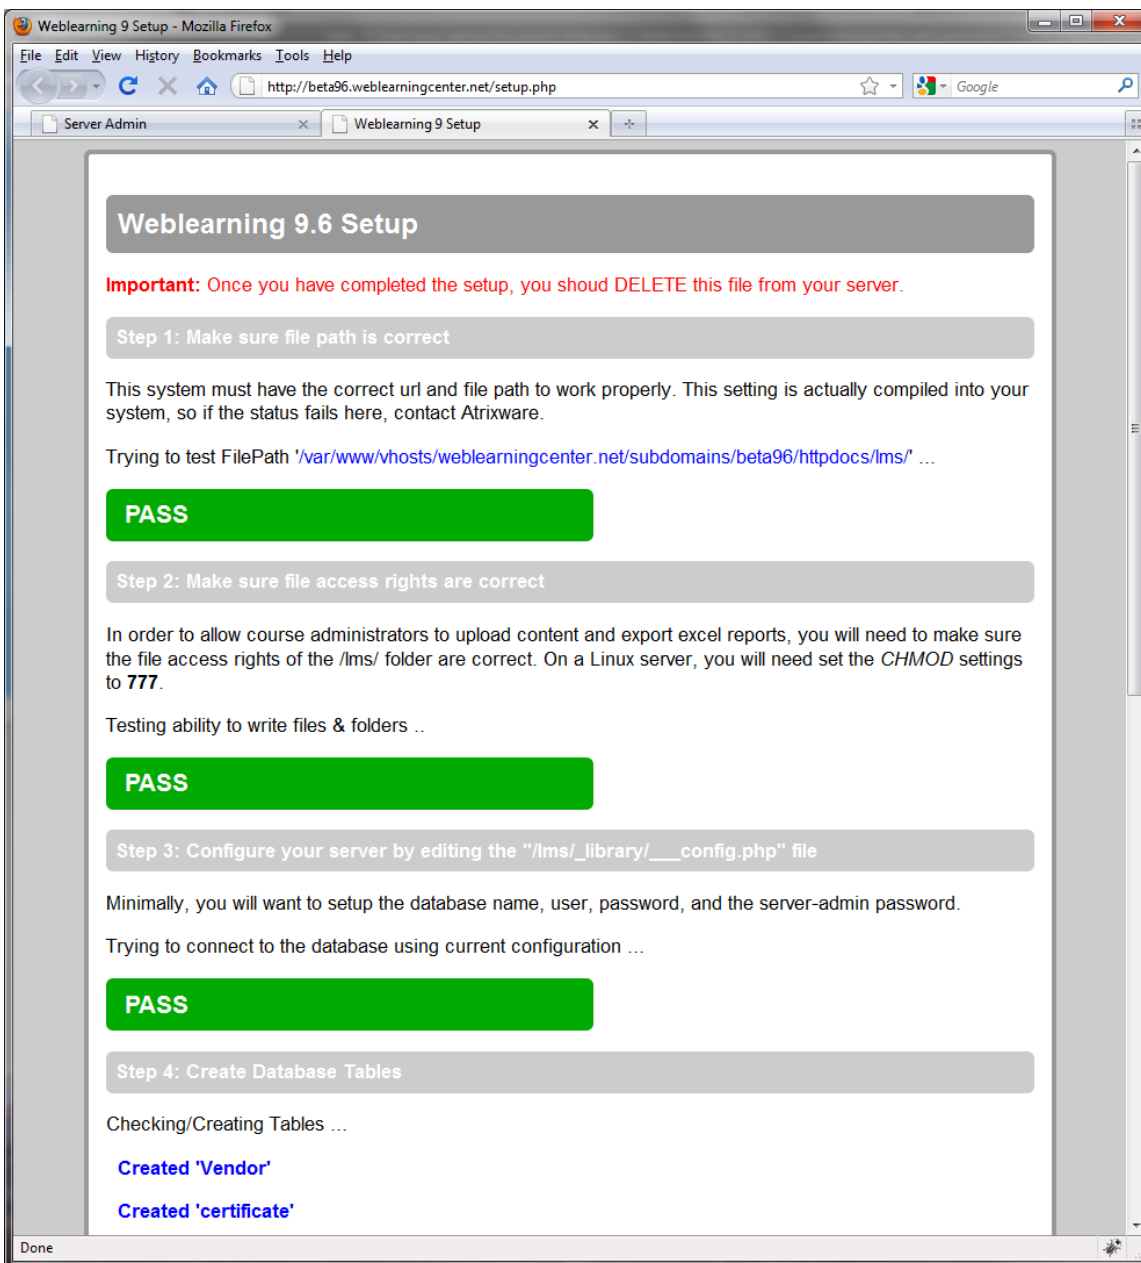 Weblearning 9 Setup - Mozilla Firefox
File Edit View History Bookmarks Tools Help
http://beta96.weblearningcenter.net/setup.php
Google
Server Admin
Weblearning 9 Setup
Weblearning 9.6 Setup
Important: Once you have completed the setup, you shoud DELETE this file from your server.
Step 1: Make sure file path is correct
This system must have the correct url and file path to work properly. This setting is actually compiled into your
system, so if the status fails here, contact Atrixware.
Trying to test FilePath '/var/www/vhosts/weblearningcenter.net/subdomains/beta96/httpdocs/lms/' ...
PASS
Step 2: Make sure file access rights are correct
In order to allow course administrators to upload content and export excel reports, you will need to make sure
the file access rights of the /lms/ folder are correct. On a Linux server, you will need set the CHMOD settings
to 777.
Testing ability to write files & folders ..
PASS
Step 3: Configure your server by editing the "/lms/_library/___config.php" file
Minimally, you will want to setup the database name, user, password, and the server-admin password.
Trying to connect to the database using current configuration ...
PASS
Step 4: Create Database Tables
Checking/Creating Tables ...
Created 'Vendor'
Created 'certificate'
Done